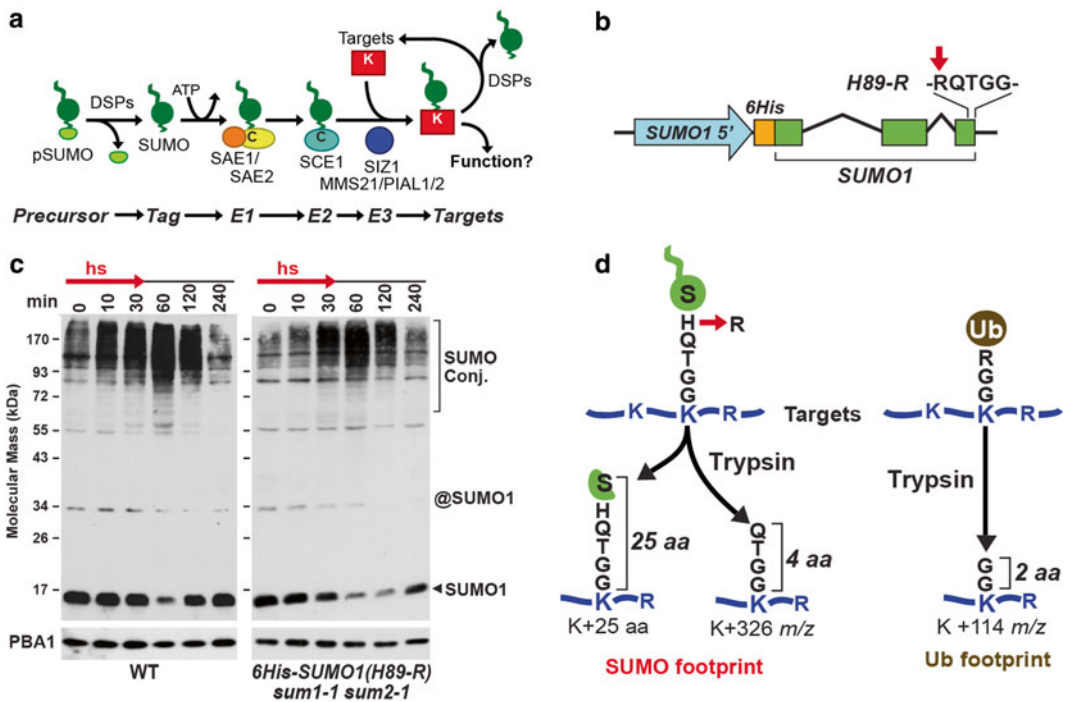 a
Targets
K
DSPs
DSPs
ATP
K
pSUMO
SUMO
C
C
SAE1/
SAE2
SCE1
SIZ1
MMS21/PIAL1/2
Function?
Precursor Tag E1 E2 E3 Targets
b
H89-R -RQTGG-
6His
SUMO1 5'
SUMO1
c
hs hs
min 0 10 30 60 120 240 0 10 30 60 120 240
Molecular Mass (kDa)
170
93
72
55
43
34
26
17
SUMO
Conj.
@SUMO1
SUMO1
PBA1
WT
6His-SUMO1(H89-R)
sum1-1 sum2-1
d
S
H R
Q
T
G
G
K K R
Targets
Trypsin
S
H
Q
T
G
G
K R
25 aa
K+25 aa
Q
T
G
G
K R
4 aa
K+326 m/z
SUMO footprint
Ub
R
G
G
K K R
Trypsin
G
G
K R
2 aa
K +114 m/z
Ub footprint